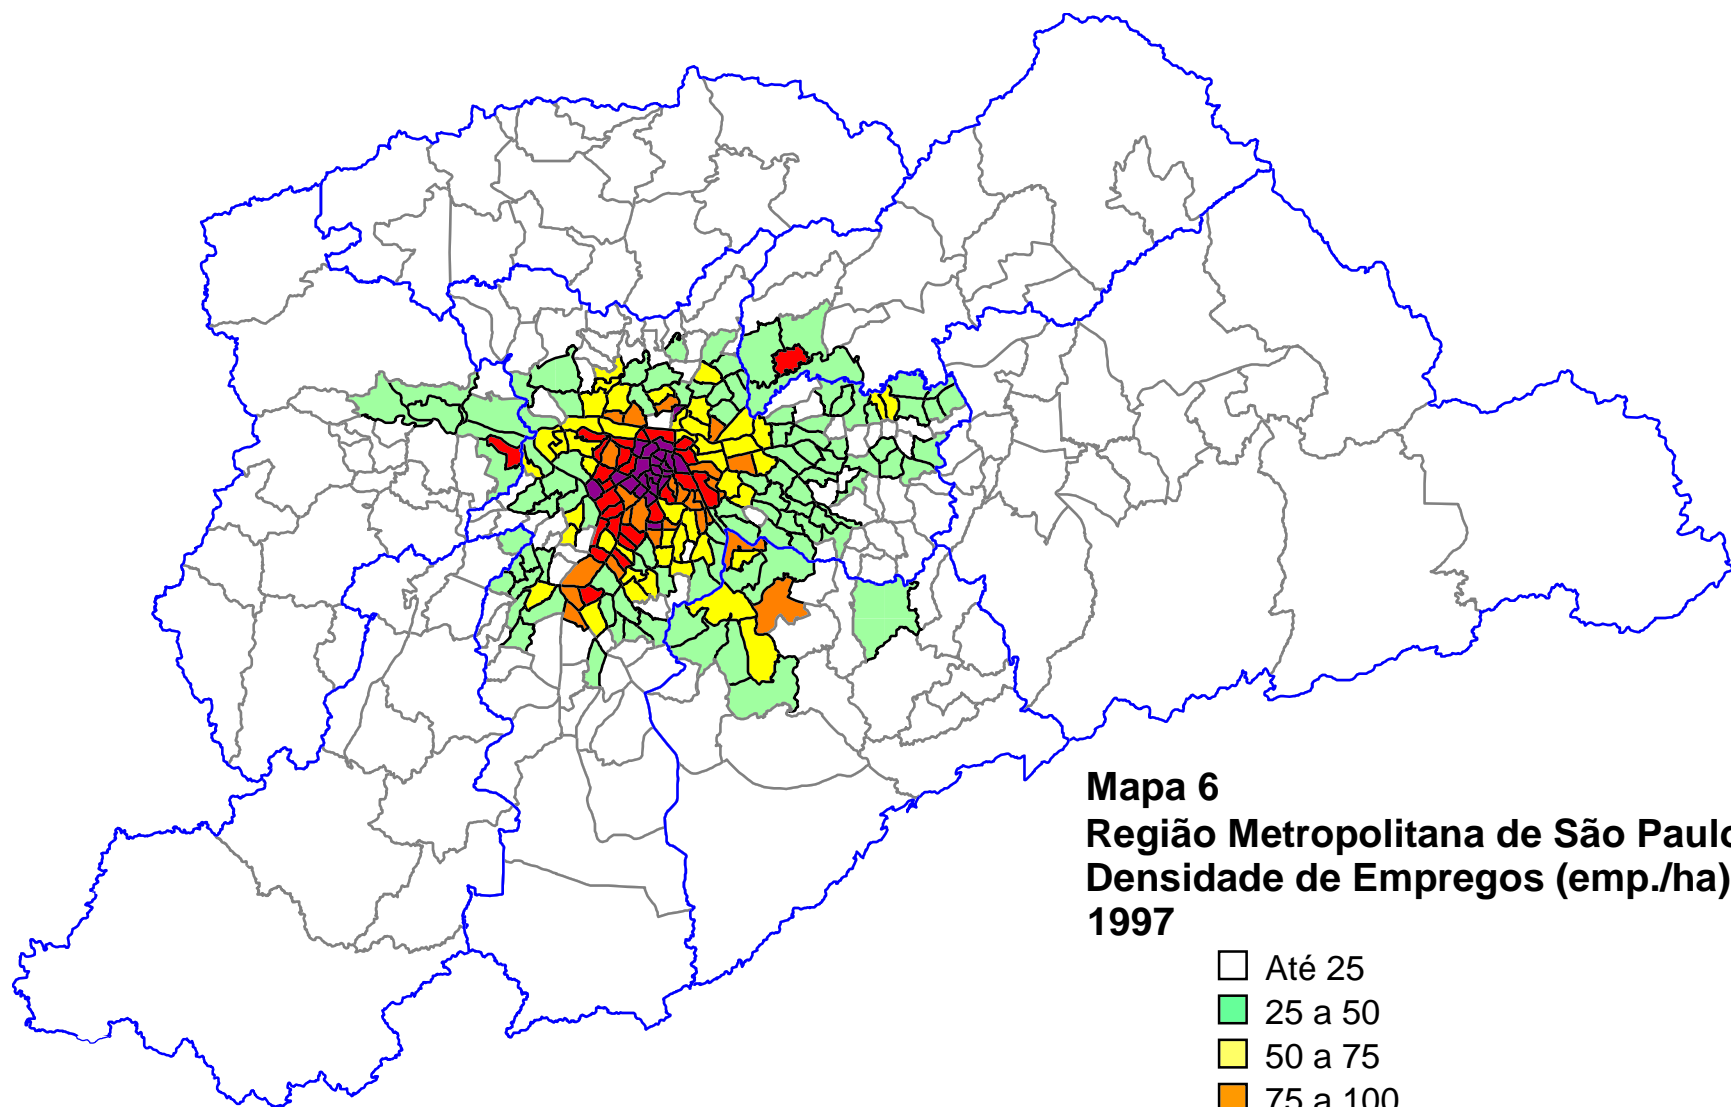 Mapa 6
Região Metropolitana de São Paulo
Densidade de Empregos (emp./ha)
1997
Até 25
25 a 50
50 a 75
75 a 100